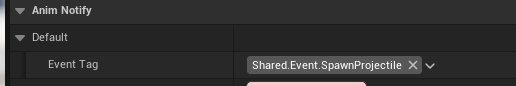 Anim Notify
Default
Event Tag Shared.Event.SpawnProjectile